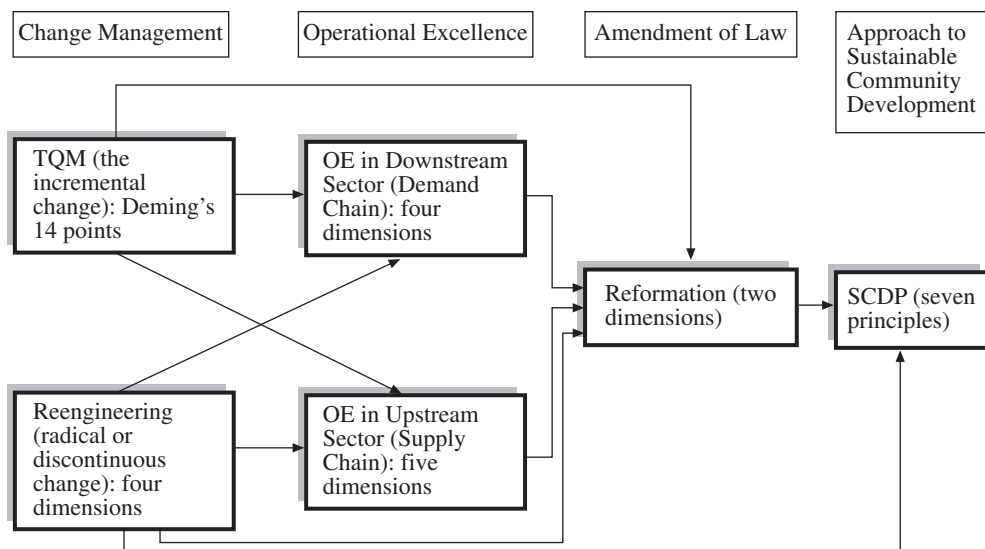 Change Management
Operational Excellence
Amendment of Law
Approach to
Sustainable
Community
Development
TQM (the
incremental
change): Deming’s
14 points
OE in Downstream
Sector (Demand
Chain): four
dimensions
Reformation (two
dimensions)
SCDP (seven
principles)
Reengineering
(radical or
discontinuous
change): four
dimensions
OE in Upstream
Sector (Supply
Chain): five
dimensions